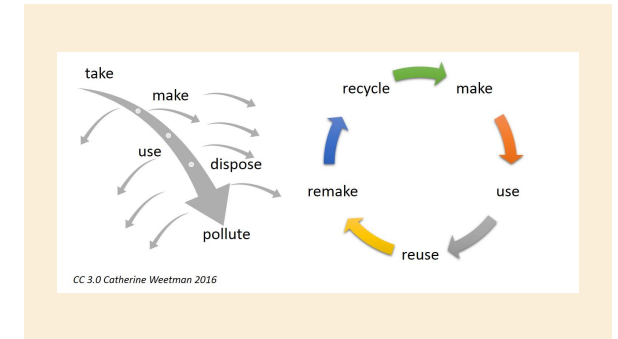 take
make
use
dispose
pollute
recycle
make
use
reuse
remake
CC 3.0 Catherine Weetman 2016